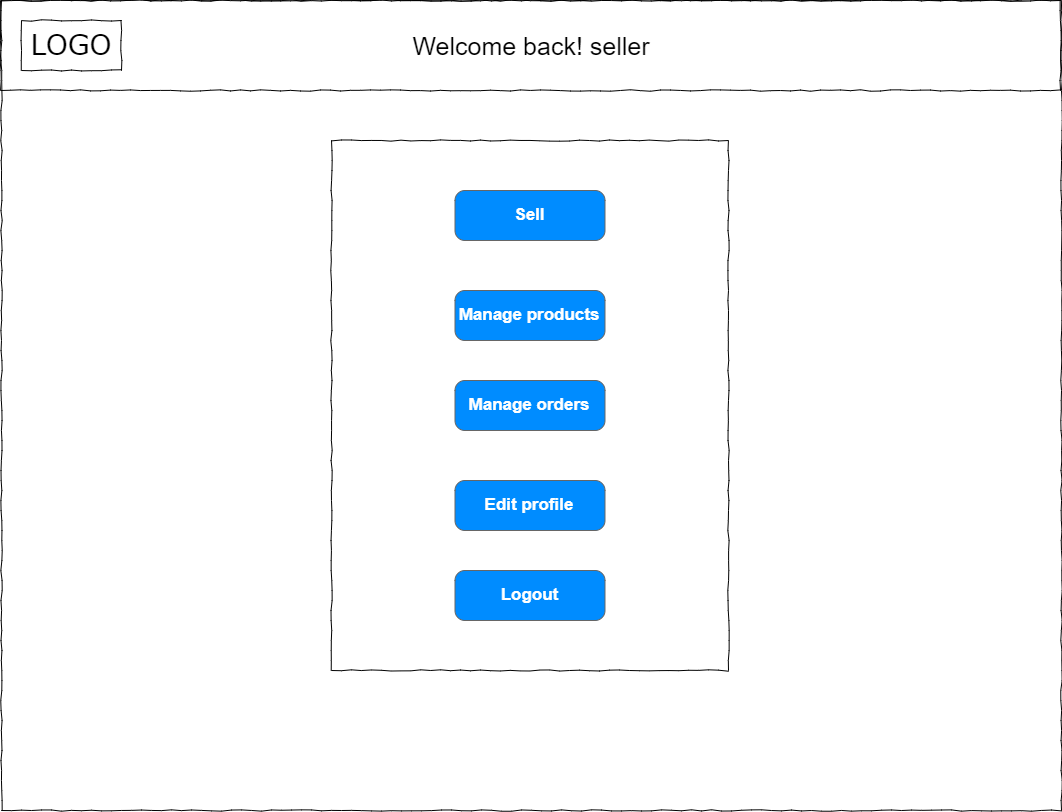 LOGO
Welcome back! seller
Sell
Manage products
Manage orders
Edit profile
Logout